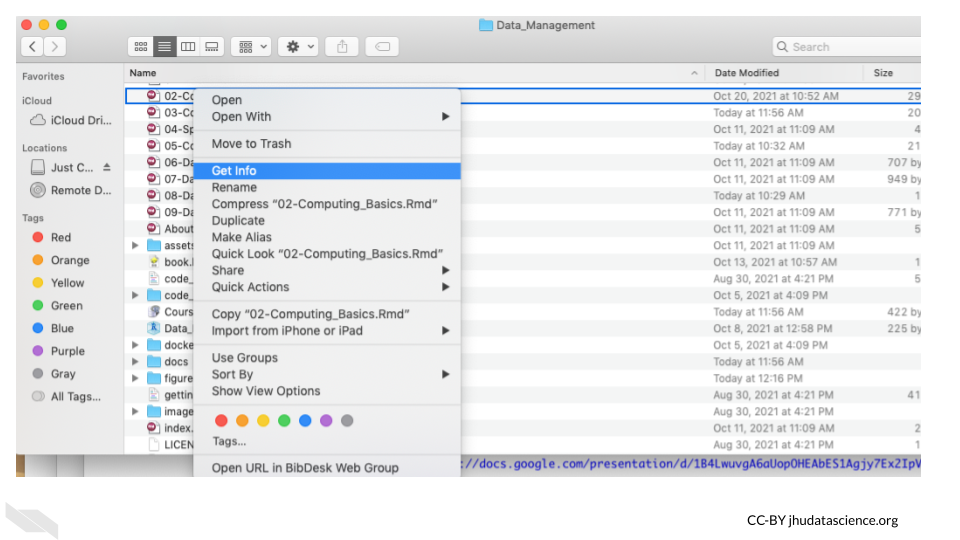 Data_Management
Search
Favorites
iCloud
iCloud Dri...
Locations
Just C...
Remote D...
Tags
Red
Orange
Yellow
Green
Blue
Purple
Gray
All Tags...
Name Date Modified Size
02-Co Oct 20, 2021 at 10:52 AM 29
03-Co Today at 11:56 AM 20
04-Sp Oct 11, 2021 at 11:09 AM 4
05-Co Today at 10:32 AM 21
06-Da Oct 11, 2021 at 11:09 AM 707 by
07-Da Oct 11, 2021 at 11:09 AM 949 by
08-Da Today at 10:29 AM 1
09-Da Oct 11, 2021 at 11:09 AM 771 by
About Oct 11, 2021 at 11:09 AM 5
assets Oct 11, 2021 at 11:09 AM
book. Oct 13, 2021 at 10:57 AM 1
code_ Aug 30, 2021 at 4:21 PM 5
code_ Oct 5, 2021 at 4:09 PM
Cours Today at 11:56 AM 422 by
Data_ Oct 8, 2021 at 12:58 PM 225 by
docke Oct 5, 2021 at 4:09 PM
docs Today at 11:56 AM
figure Today at 12:16 PM
gettin Aug 30, 2021 at 4:21 PM 41
image Aug 30, 2021 at 4:21 PM
index. Oct 11, 2021 at 11:09 AM 2
LICEN Aug 30, 2021 at 4:21 PM 1
Open
Open With
Move to Trash
Get Info
Rename
Compress “02-Computing_Basics.Rmd”
Duplicate
Make Alias
Quick Look “02-Computing_Basics.Rmd”
Share
Quick Actions
Copy “02-Computing_Basics.Rmd”
Import from iPhone or iPad
Use Groups
Sort By
Show View Options
Tags...
Open URL in BibDesk Web Group
://docs.google.com/presentation/d/1B4LwuvgA6aUopOHEAbES1Agjy7Ex2IpV
CC-BY jhudatascience.org